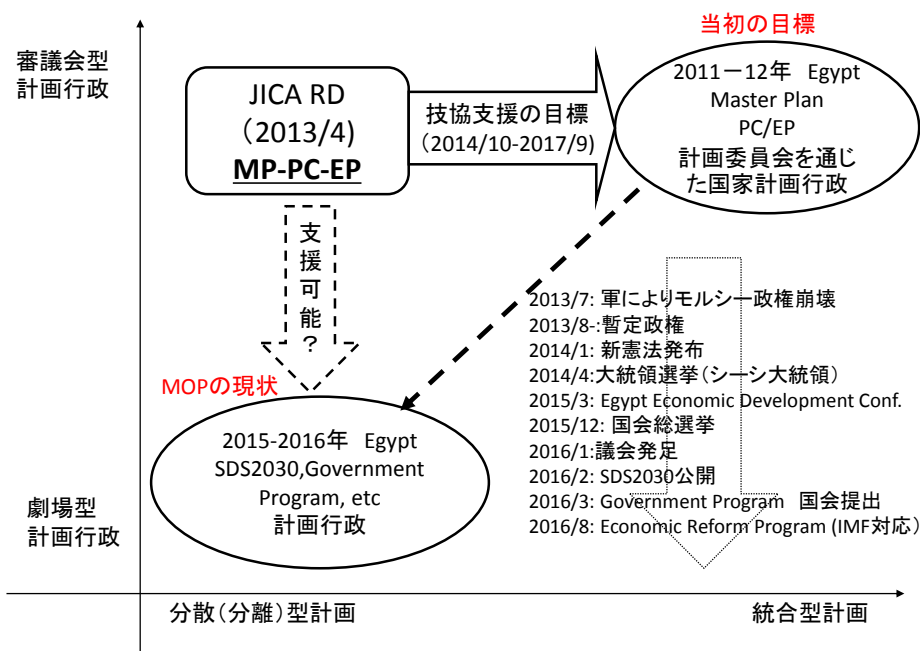 当初の目標
審議会型
計画行政
JICA RD
(2013/4)
MP-PC-EP
技協支援の目標
(2014/10-2017/9)
2011－12年 Egypt
Master Plan
PC/EP
計画委員会を通じ
た国家計画行政
支援可能？
2013/7: 軍によりモルシー政権崩壊
2013/8-:暫定政権
2014/1: 新憲法発布
2014/4:大統領選挙(シーシ大統領)
2015/3: Egypt Economic Development Conf.
2015/12: 国会総選挙
2016/1:議会発足
2016/2: SDS2030公開
2016/3: Government Program 国会提出
2016/8: Economic Reform Program (IMF対応)
MOPの現状
2015-2016年 Egypt
SDS2030,Government
Program, etc
計画行政
劇場型
計画行政
分散(分離)型計画
統合型計画